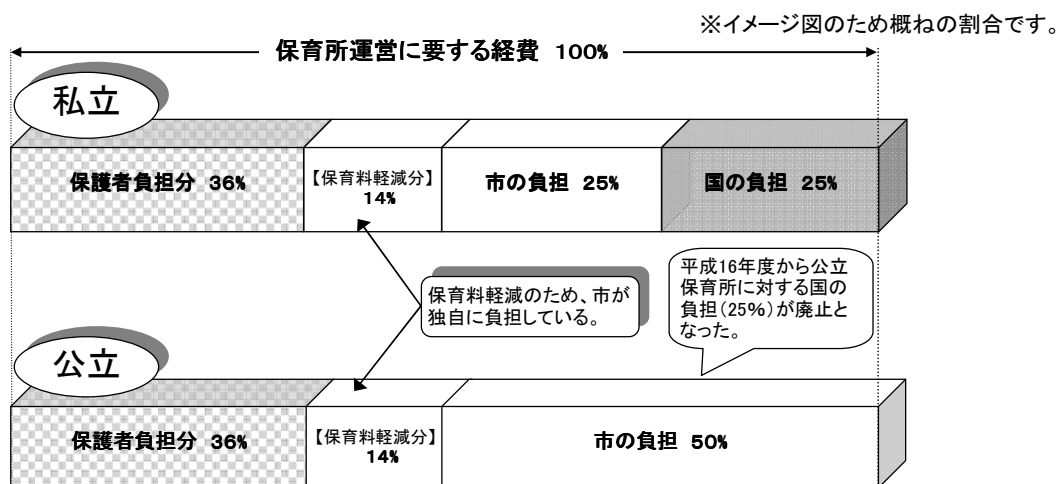 ※イメージ図のため概ねの割合です。
保育所運営に要する経費 100%
私立
保護者負担分 36%
【保育料軽減分】
14%
市の負担 25%
国の負担 25%
保育料軽減のため、市が
独自に負担している。
平成16年度から公立
保育所に対する国の
負担(25%)が廃止と
なった。
公立
保護者負担分 36%
【保育料軽減分】
14%
市の負担 50%